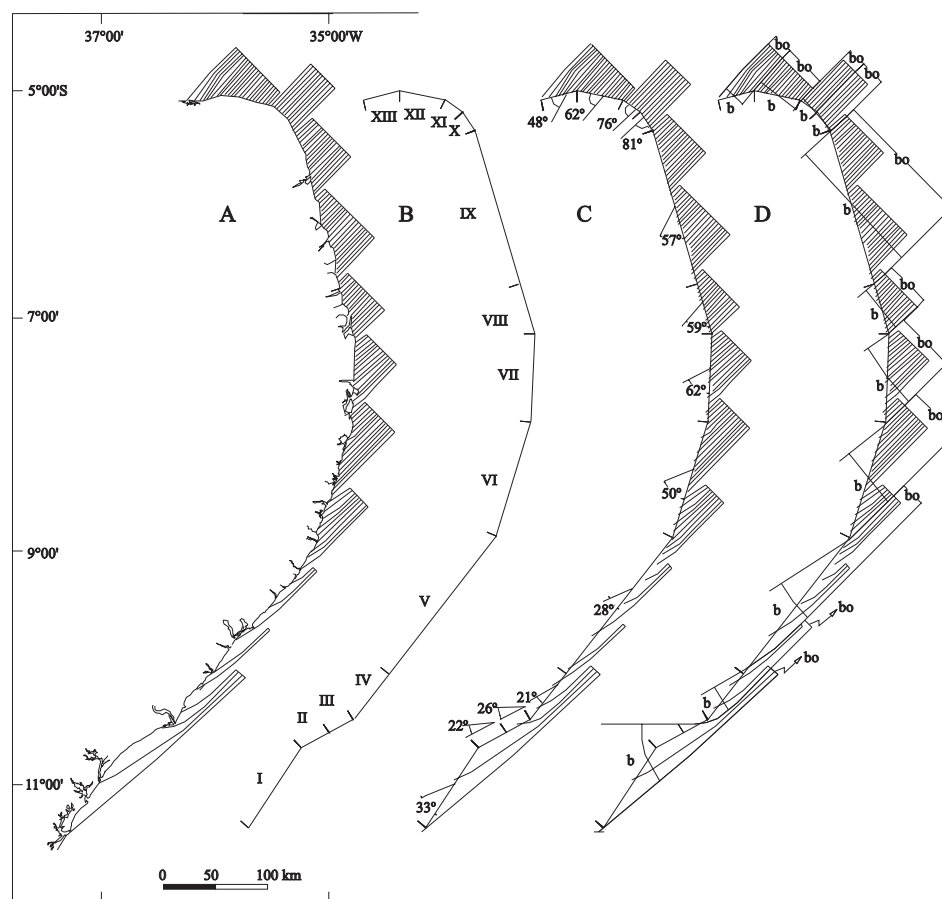 37°00' 35°00'W
5°00'S
7°00'
9°00'
11°00'
A
B
C
D
XIII XII XI X
IX
VIII
VII
VI
V
IV
III
II
I
48° 62° 76° 81°
57°
59°
62°
50°
28°
21°
26°
22°
33°
bo
bo
bo
bo
b b b b
bo
b
bo
b
bo
b
bo
b
bo
b
bo
b
bo
b
b
0 50 100 km